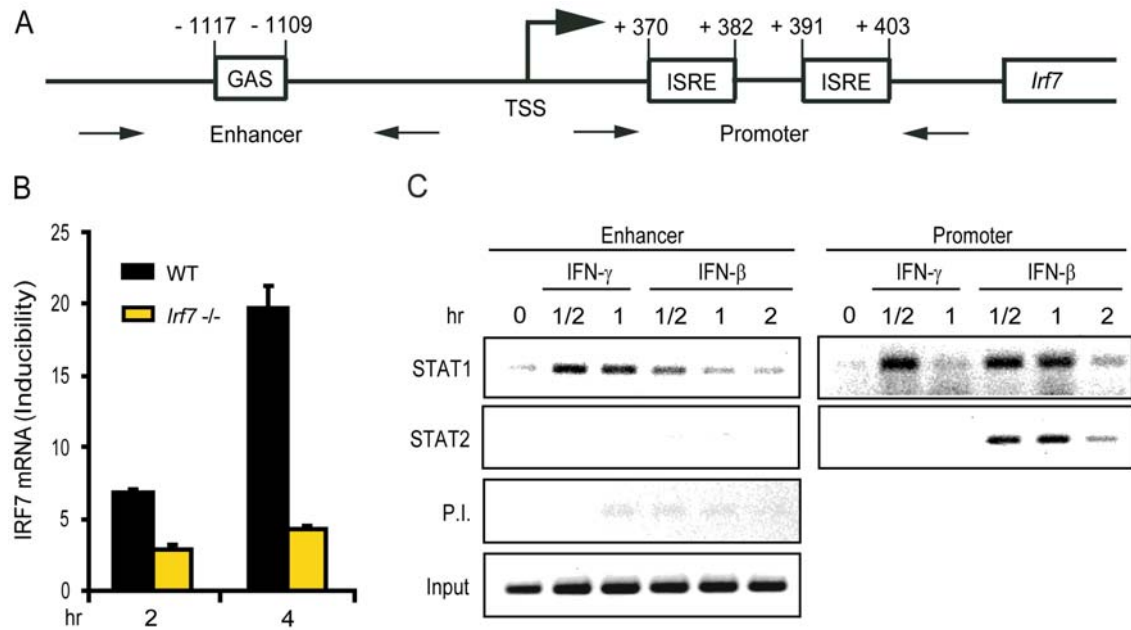 A
- 1117 - 1109 + 370 + 382 + 391 + 403
GAS ISRE ISRE Irf7
TSS
Enhancer Promoter
B
IRF7 mRNA (Inducibility)
25
20
15
10
5
0
WT
Irf7 -/-
hr 2 4
C
Enhancer Promoter
IFN-γ IFN-β IFN-γ IFN-β
hr 0 1/2 1 1/2 1 2 0 1/2 1 1/2 1 2
STAT1
STAT2
P.I.
Input